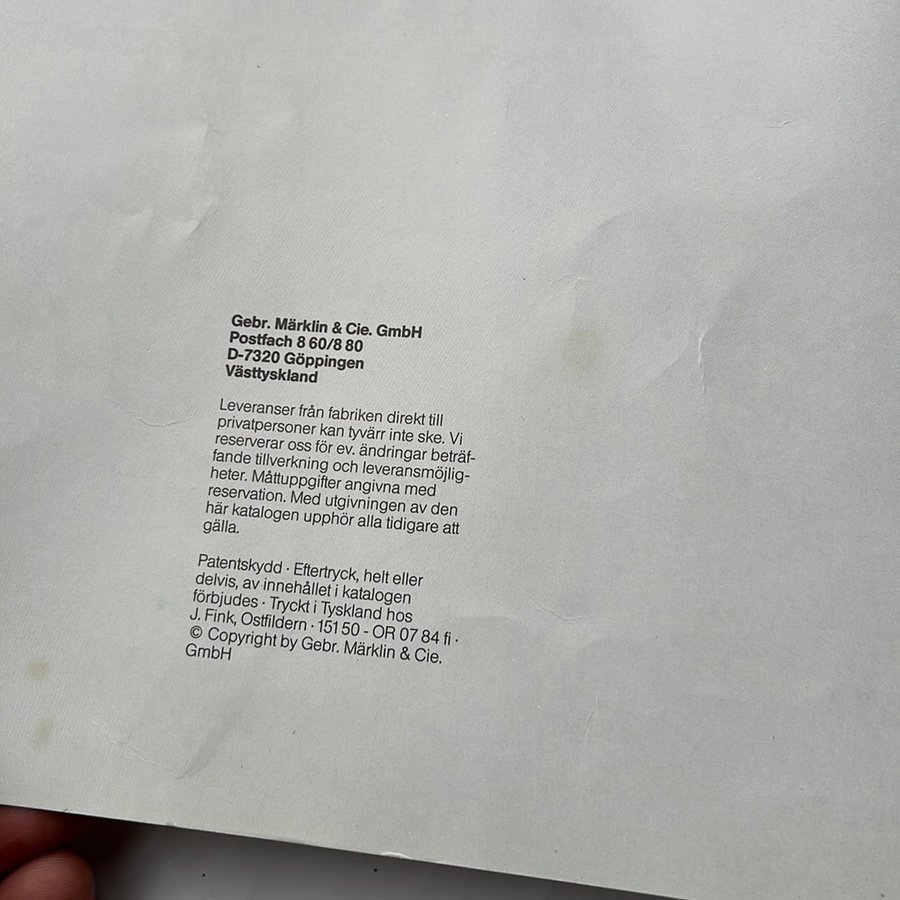 Gebr. Märklin & Cie. GmbH
Postfach 8 60/8 80
D-7320 Göppingen
Västtyskland
Leveranser från fabriken direkt till
privatpersoner kan tyvärr inte ske. Vi
reserverar oss för ev. ändringar beträf-
fande tillverkning och leveransmöjlig-
heter. Måttuppgifter angivna med
reservation. Med utgivningen av den
här katalogen upphör alla tidigare att
gälla.
Patentskydd · Eftertryck, helt eller
delvis, av innehållet i katalogen
förbjudes · Tryckt i Tyskland hos
J. Fink, Ostfildern · 151 50 - OR 07 84 fi ·
© Copyright by Gebr. Märklin & Cie.
GmbH